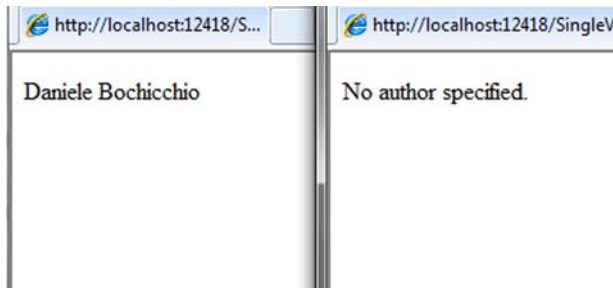 http://localhost:12418/S...
Daniele Bochicchio
http://localhost:12418/SingleV
No author specified.